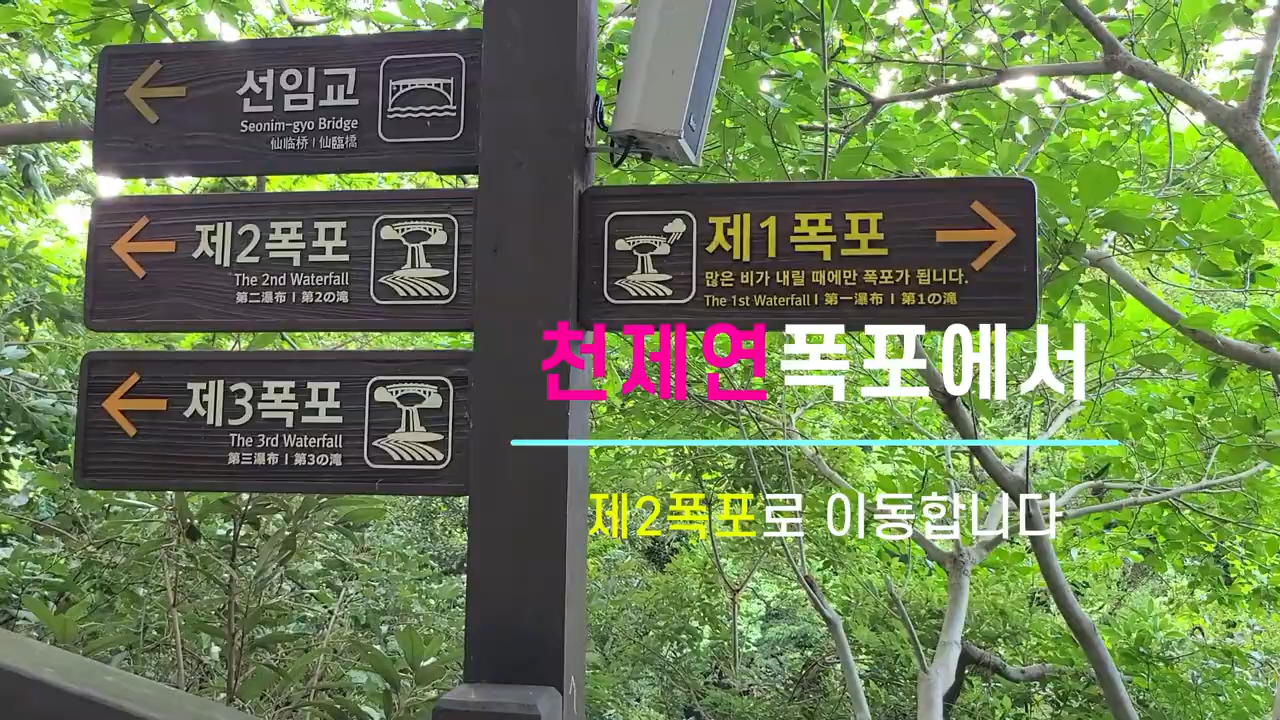 선임교
Seonim-gyo Bridge
仙临桥 | 仙臨橋
제2폭포
The 2nd Waterfall
第二瀑布 | 第2の滝
제3폭포
The 3rd Waterfall
第三瀑布 | 第3の滝
제1폭포
많은 비가 내릴 때에만 폭포가 됩니다.
The 1st Waterfall | 第一瀑布 | 第1の滝
천제연폭포에서
제2폭포로 이동합니다